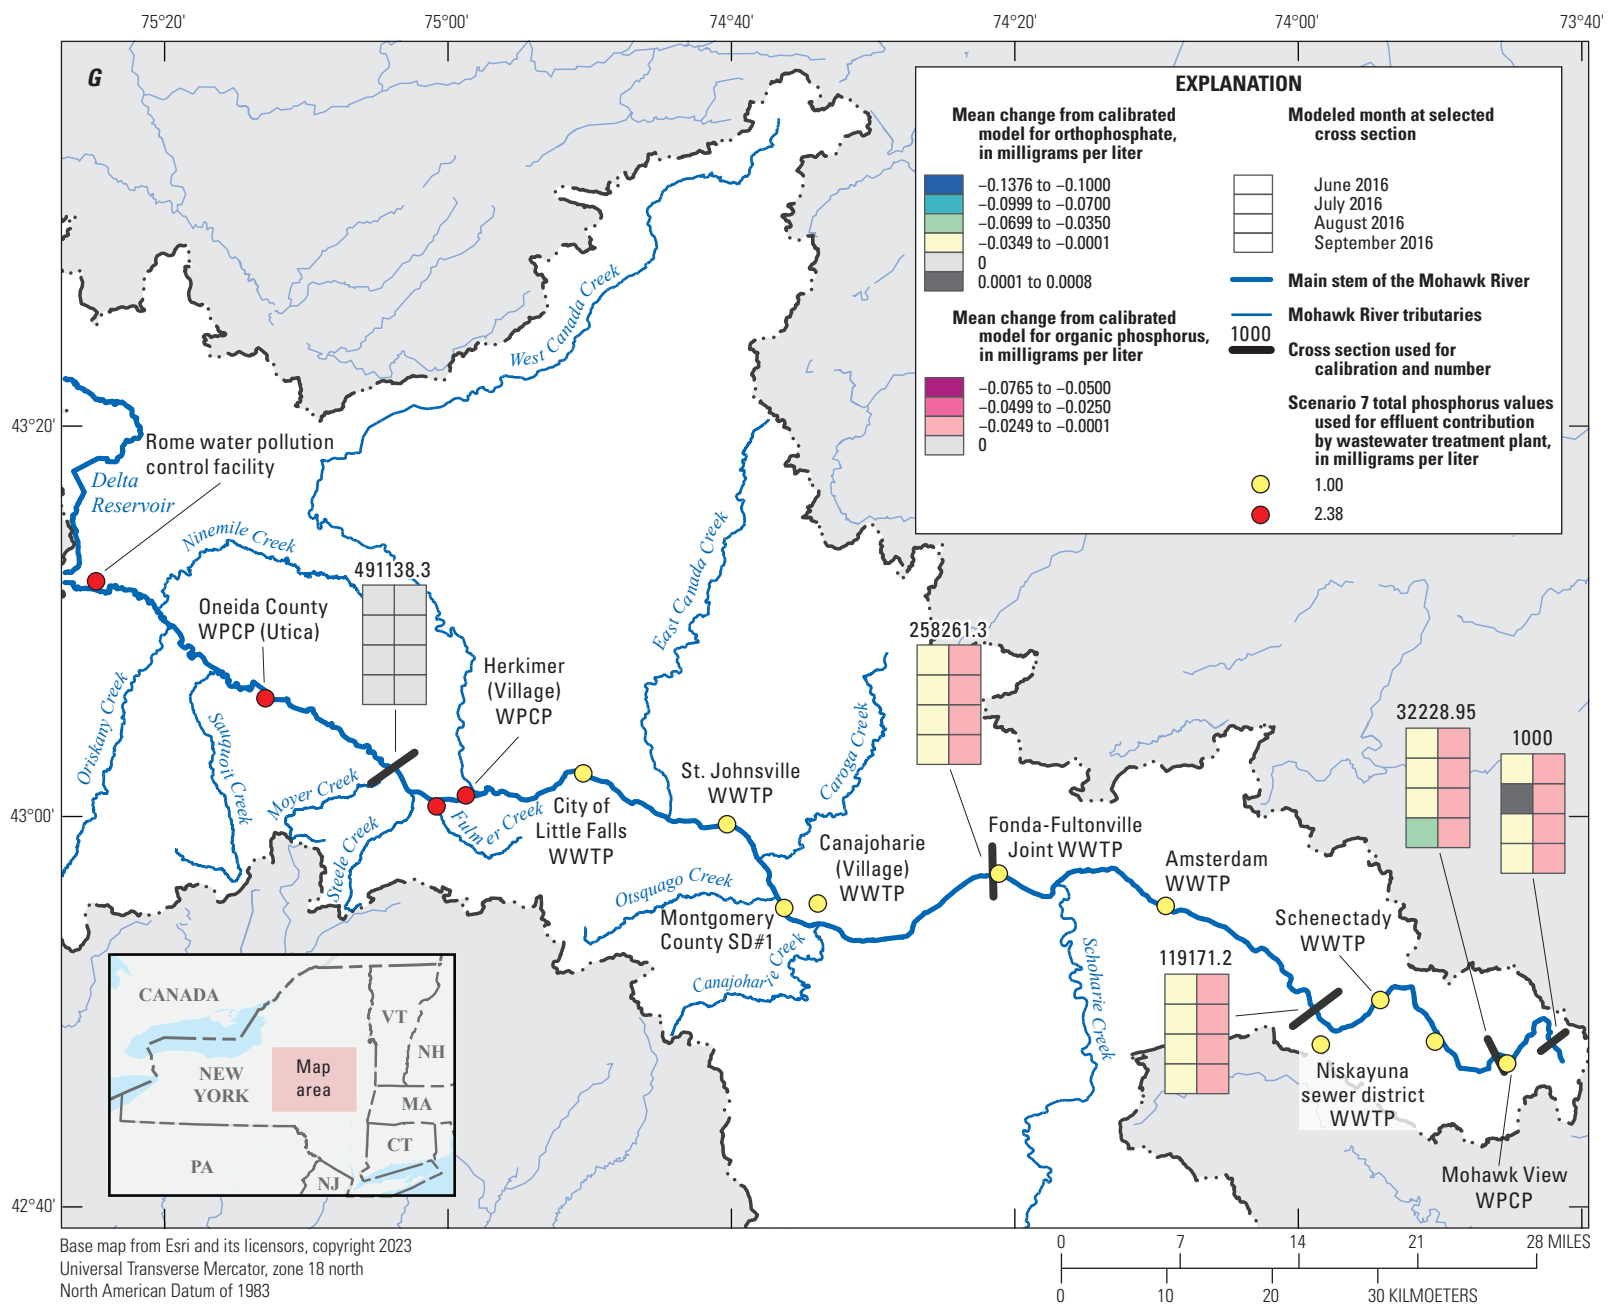 75°20'
75°00'
74°40'
74°20'
74°00'
73°40'
G
EXPLANATION
Mean change from calibrated
model for orthophosphate,
in milligrams per liter
−0.1376 to −0.1000
−0.0999 to −0.0700
−0.0699 to −0.0350
−0.0349 to −0.0001
0
0.0001 to 0.0008
Mean change from calibrated
model for organic phosphorus,
in milligrams per liter
−0.0765 to −0.0500
−0.0499 to −0.0250
−0.0249 to −0.0001
0
Modeled month at selected
cross section
June 2016
July 2016
August 2016
September 2016
Main stem of the Mohawk River
Mohawk River tributaries
1000
Cross section used for
calibration and number
Scenario 7 total phosphorus values
used for effluent contribution
by wastewater treatment plant,
in milligrams per liter
1.00
2.38
43°20'
43°00'
42°40'
West Canada Creek
Rome water pollution
control facility
Delta
Reservoir
Ninemile Creek
491138.3
Oneida County
WPCP (Utica)
East Canada Creek
258261.3
Herkimer
(Village)
WPCP
Oriskany Creek
Sauquoit Creek
Moyer Creek
Steele Creek
Fulmer Creek
City of
Little Falls
WWTP
St. Johnsville
WWTP
Caroga Creek
Canajoharie
(Village)
WWTP
Otsquago Creek
Montgomery
County SD#1
Canajoharie Creek
Fonda-Fultonville
Joint WWTP
Amsterdam
WWTP
Schoharie Creek
32228.95
1000
Schenectady
WWTP
119171.2
Niskayuna
sewer district
WWTP
Mohawk View
WPCP
CANADA
VT
NH
NEW
YORK
Map
area
MA
CT
PA
NJ
Base map from Esri and its licensors, copyright 2023
Universal Transverse Mercator, zone 18 north
North American Datum of 1983
0
7
14
21
28 MILES
0
10
20
30 KILMOETERS